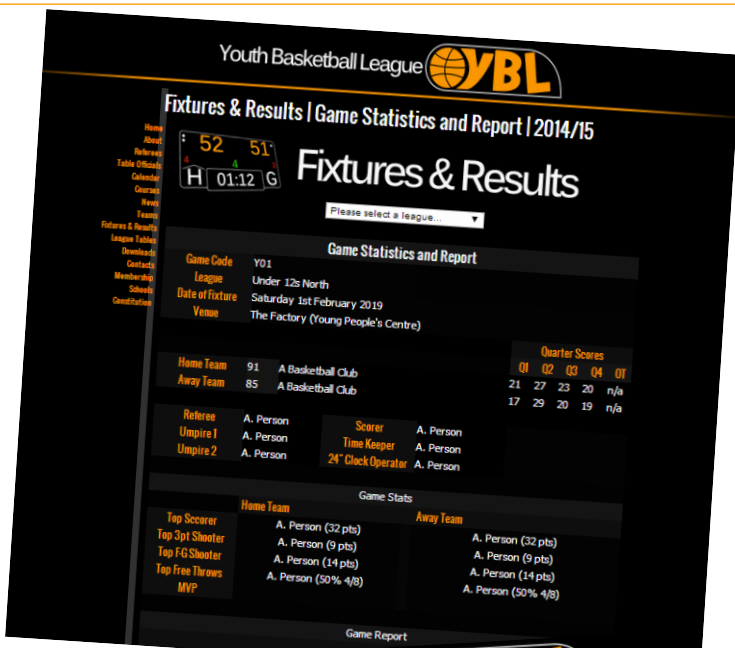 Youth Basketball League YBL
Fixtures & Results | Game Statistics and Report | 2014/15
Home
About
Referees
Table Officials
Calendar
Courses
News
Teams
Fixtures & Results
League Tables
Downloads
Contacts
Membership
Schools
Constitution
52 51
4 4
H 01:12 G
Fixtures & Results
Please select a league...
Game Statistics and Report
Game Code Y01
League Under 12s North
Date of Fixture Saturday 1st February 2019
Venue The Factory (Young People's Centre)
Quarter Scores
Q1 Q2 Q3 Q4 OT
Home Team 91 A Basketball Club 21 27 23 20 n/a
Away Team 85 A Basketball Club 17 29 20 19 n/a
Referee A. Person Scorer A. Person
Umpire 1 A. Person Time Keeper A. Person
Umpire 2 A. Person 24" Clock Operator A. Person
Game Stats
Home Team Away Team
Top Sccorer A. Person (32 pts) A. Person (32 pts)
Top 3pt Shooter A. Person (9 pts) A. Person (9 pts)
Top F-G Shooter A. Person (14 pts) A. Person (14 pts)
Top Free Throws A. Person (50% 4/8) A. Person (50% 4/8)
MVP
Game Report